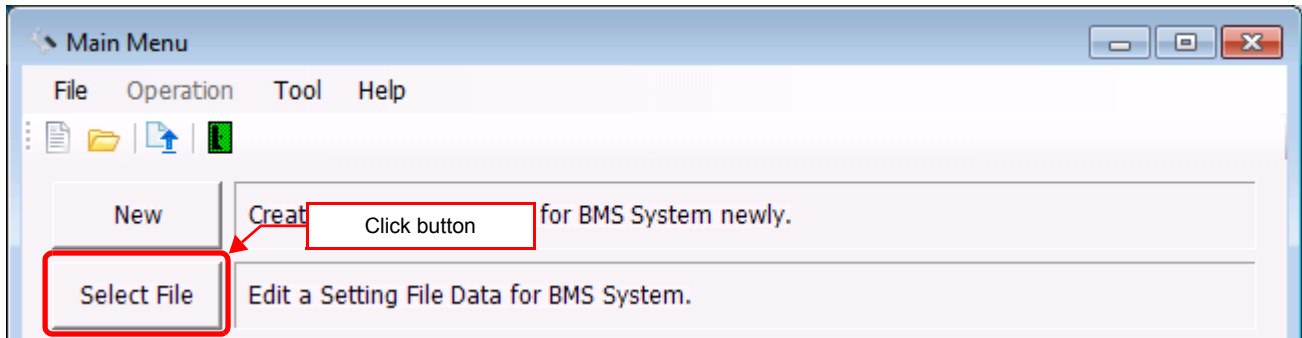 Main Menu
File Operation Tool Help
New Creat Click button for BMS System newly.
Select File Edit a Setting File Data for BMS System.